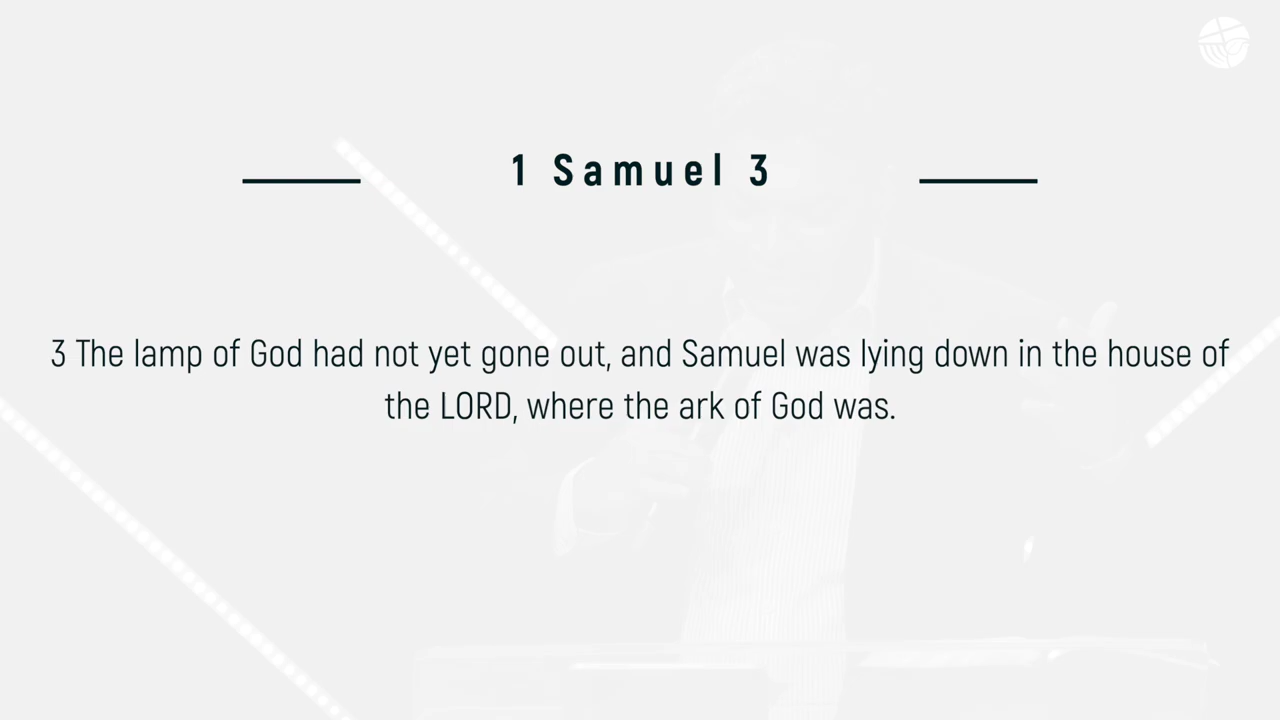 1 Samuel 3
3 The lamp of God had not yet gone out, and Samuel was lying down in the house of
the LORD, where the ark of God was.